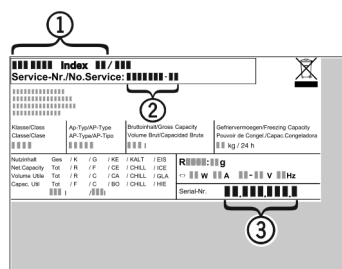 1
Index / 
Service-Nr./No.Service: -
2
Klasse/Class Ap-Typ/AP-Type Bruttoinhalt/Gross Capacity Gefriervermoegen/Freezing Capacity
Classe/Clase AP-Type/AP-Tipo Volume Brut/Capacidad Brute Pouvoir de Congel./Capac.Congeladora
l kg / 24 h
Nutzinhalt Ges / K / G / KE / KALT / EIS R : g
Net.Capacity Tot / R / F / CE / CHILL / ICE W A - V Hz
Volume Utile Tot / R / C / CA / CHILL / GLA
Capac. Util Tot / F / C / BO / CHILL / HIE Serial-Nr. . . .
l / l
3